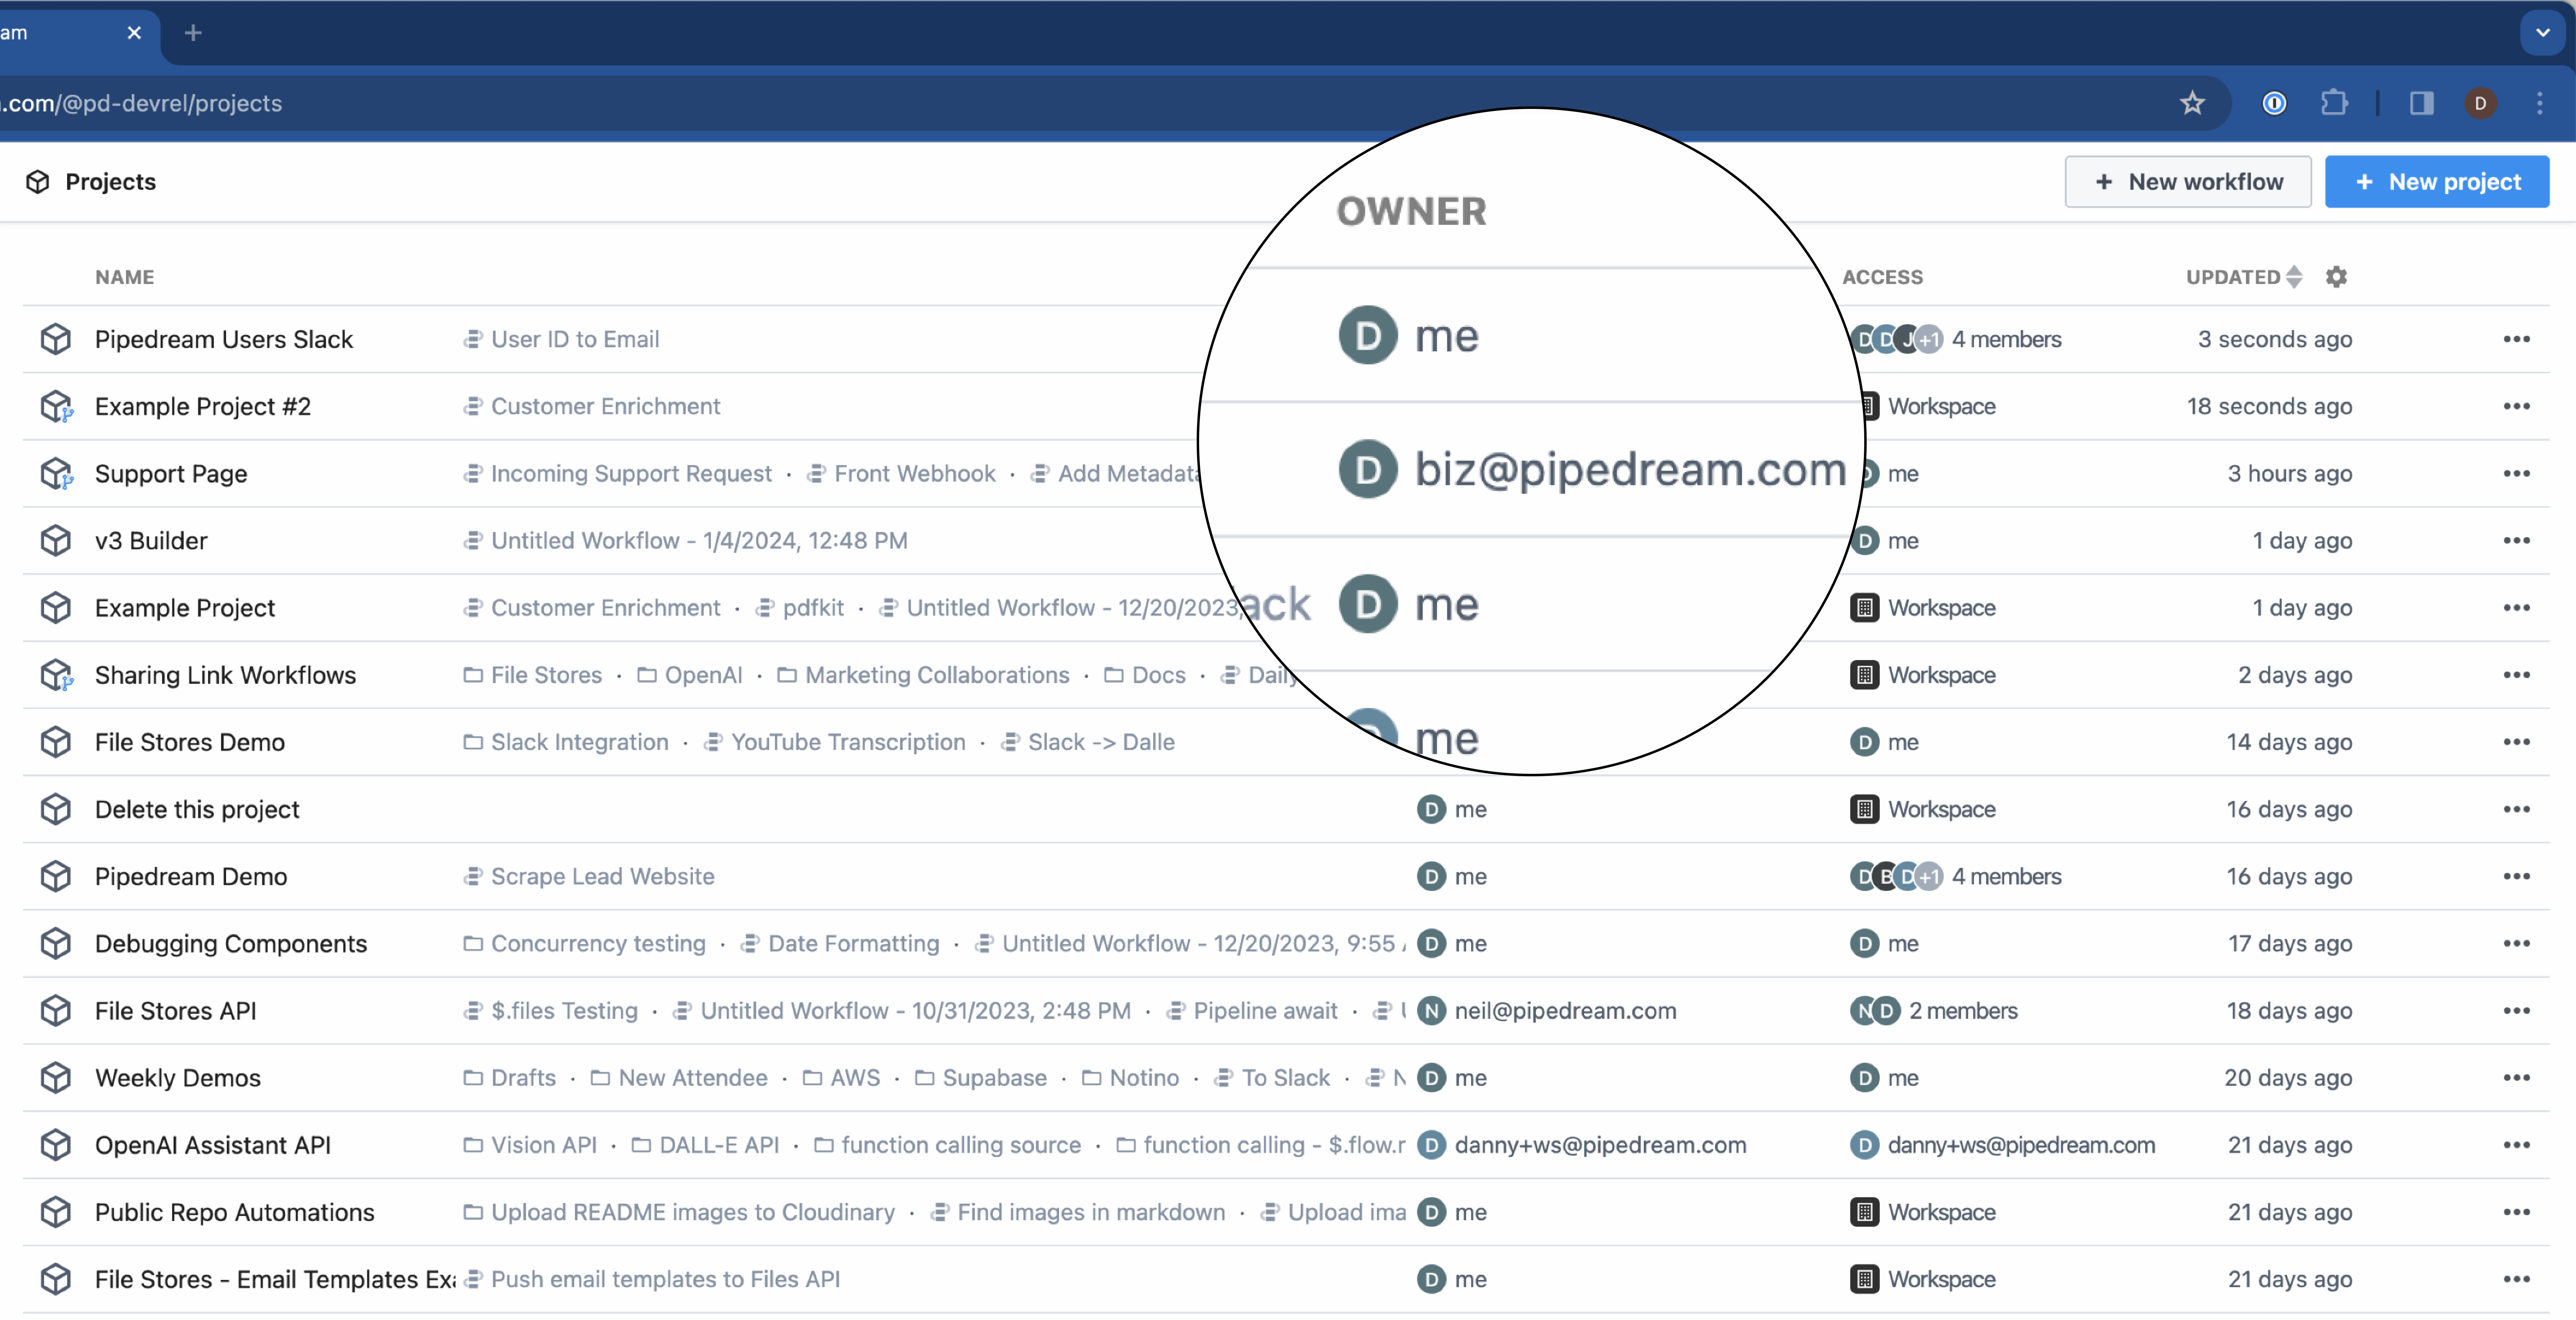 am
.com/@pd-devrel/projects
D
Projects
+ New workflow
+ New project
NAME
OWNER
ACCESS
UPDATED
Pipedream Users Slack User ID to Email D me D D J +1 4 members 3 seconds ago
Example Project #2 Customer Enrichment D biz@pipedream.com Workspace 18 seconds ago
Support Page Incoming Support Request · Front Webhook · Add Metadata me 3 hours ago
v3 Builder Untitled Workflow - 1/4/2024, 12:48 PM D me 1 day ago
Example Project Customer Enrichment · pdfkit · Untitled Workflow - 12/20/2023, ack D me Workspace 1 day ago
Sharing Link Workflows File Stores · OpenAI · Marketing Collaborations · Docs · Daily Workspace 2 days ago
File Stores Demo Slack Integration · YouTube Transcription · Slack -> Dalle me D me 14 days ago
Delete this project D me Workspace 16 days ago
Pipedream Demo Scrape Lead Website D me D B D +1 4 members 16 days ago
Debugging Components Concurrency testing · Date Formatting · Untitled Workflow - 12/20/2023, 9:55 D me D me 17 days ago
File Stores API $.files Testing · Untitled Workflow - 10/31/2023, 2:48 PM · Pipeline await · N neil@pipedream.com N D 2 members 18 days ago
Weekly Demos Drafts · New Attendee · AWS · Supabase · Notino · To Slack · D me D me 20 days ago
OpenAI Assistant API Vision API · DALL-E API · function calling source · function calling - $.flow.r D danny+ws@pipedream.com D danny+ws@pipedream.com 21 days ago
Public Repo Automations Upload README images to Cloudinary · Find images in markdown · Upload ima D me Workspace 21 days ago
File Stores - Email Templates Ex Push email templates to Files API D me Workspace 21 days ago